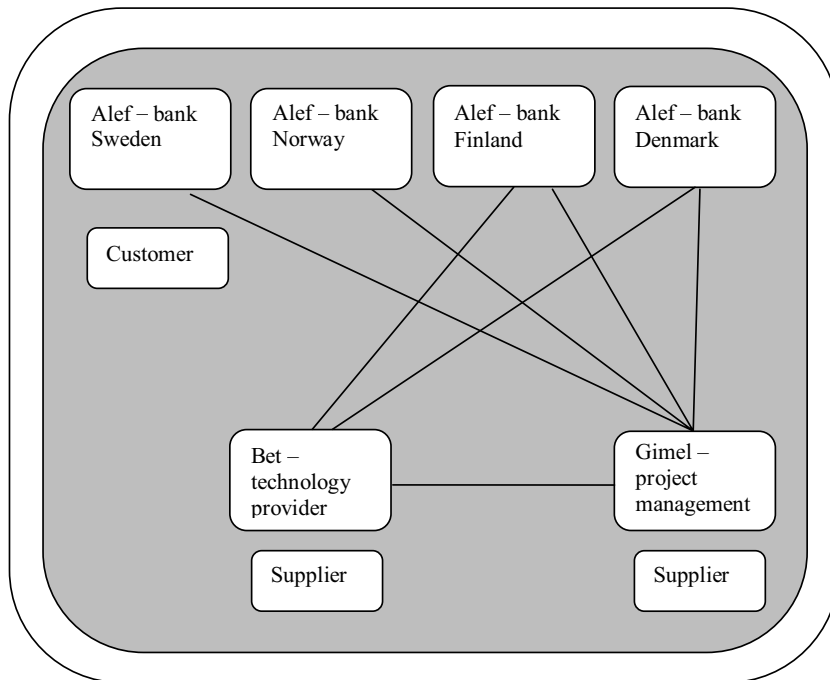 Alef – bank
Sweden
Alef – bank
Norway
Alef – bank
Finland
Alef – bank
Denmark
Customer
Bet –
technology
provider
Gimel –
project
management
Supplier
Supplier